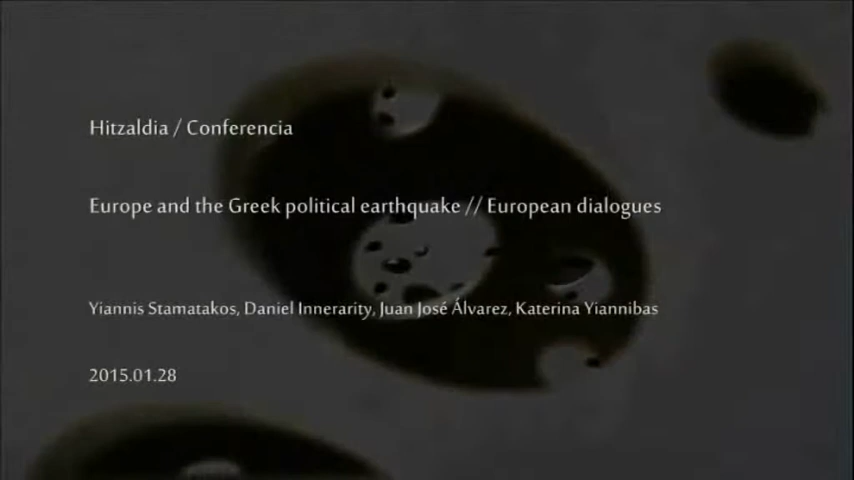 Hitzaldia / Conferencia
Europe and the Greek political earthquake // European dialogues
Yiannis Stamatakos, Daniel Innerarity, Juan José Álvarez, Katerina Yiannibas
2015.01.28